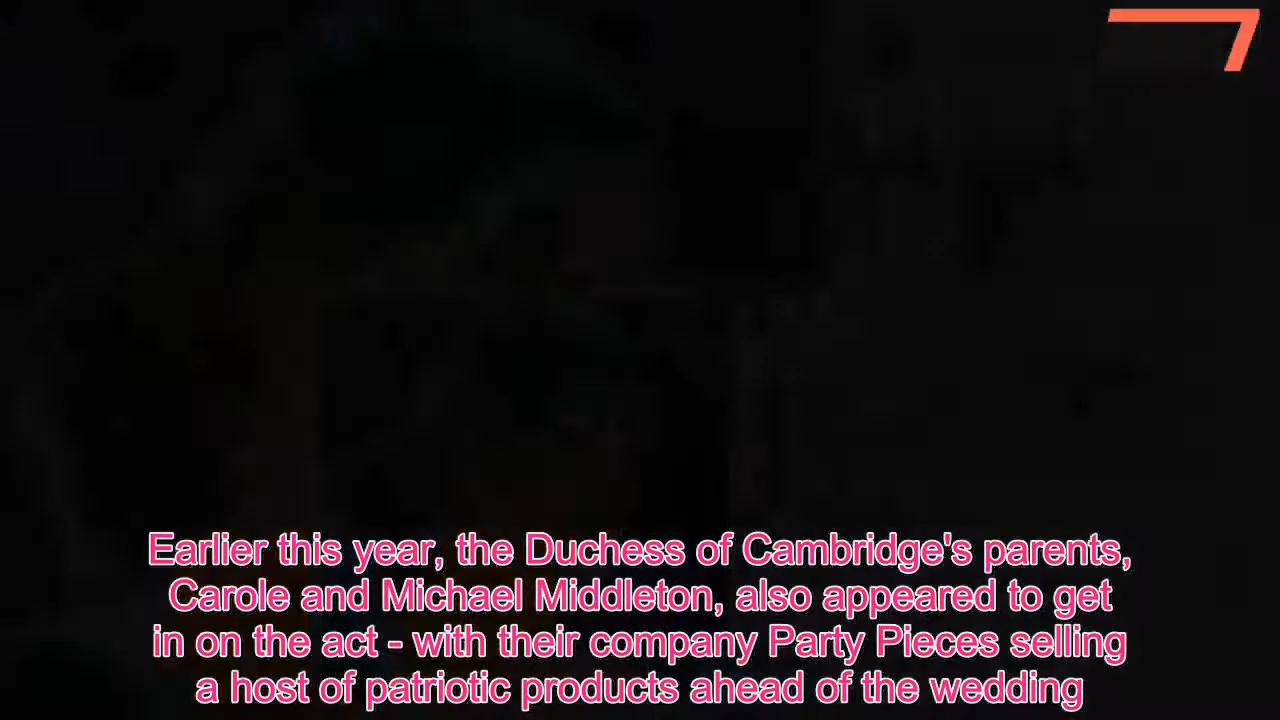 Earlier this year, the Duchess of Cambridge's parents,
Carole and Michael Middleton, also appeared to get
in on the act - with their company Party Pieces selling
a host of patriotic products ahead of the wedding